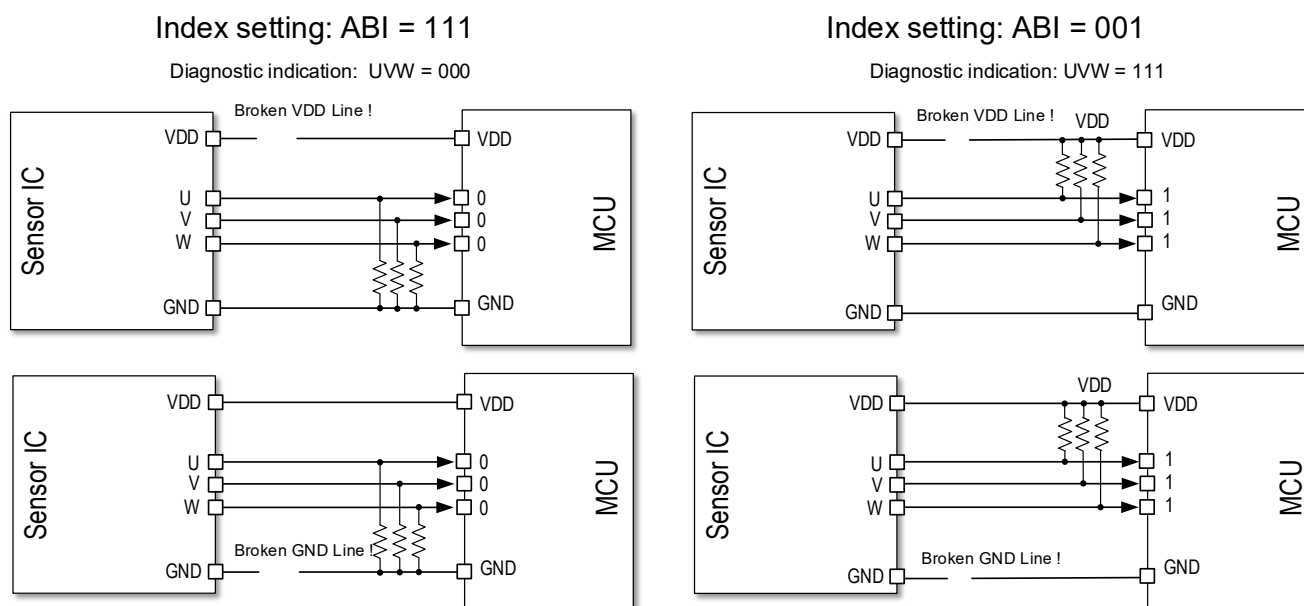 Index setting: ABI = 111
Diagnostic indication: UVW = 000
Broken VDD Line !
Sensor IC
VDD
U
V
W
GND
VDD
0
0
0
GND
MCU
Index setting: ABI = 001
Diagnostic indication: UVW = 111
Broken VDD Line !
VDD
Sensor IC
VDD
U
V
W
GND
VDD
1
1
1
GND
MCU
Sensor IC
VDD
U
V
W
GND
Broken GND Line !
VDD
0
0
0
GND
MCU
VDD
Sensor IC
VDD
U
V
W
GND
Broken GND Line !
VDD
1
1
1
GND
MCU